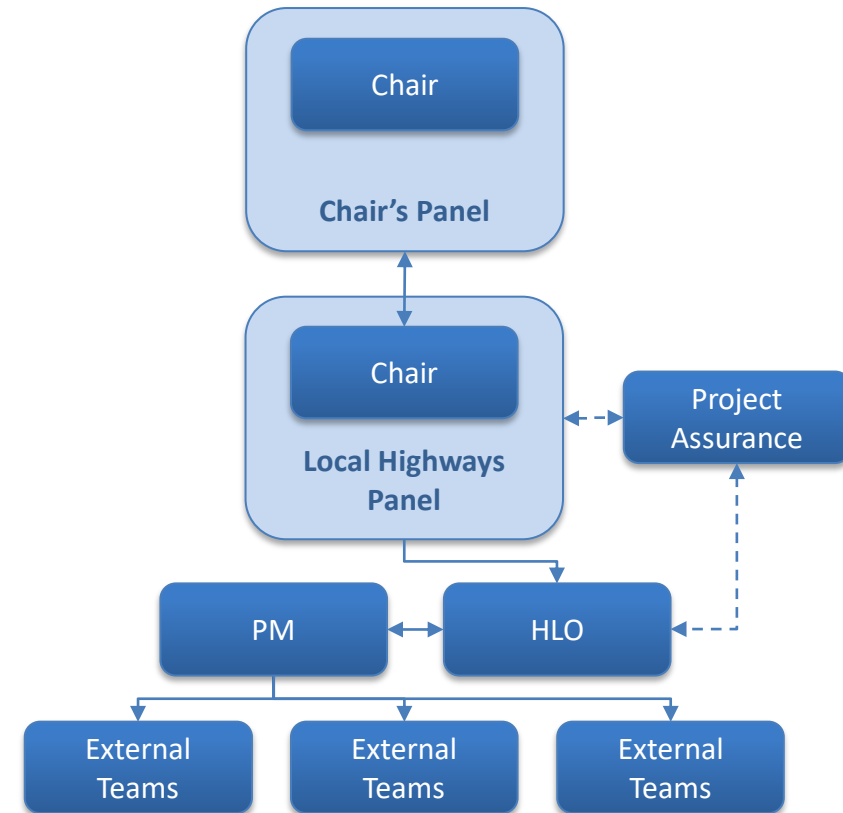 Chair
Chair’s Panel
Chair
Local Highways
Panel
Project
Assurance
PM
HLO
External
Teams
External
Teams
External
Teams